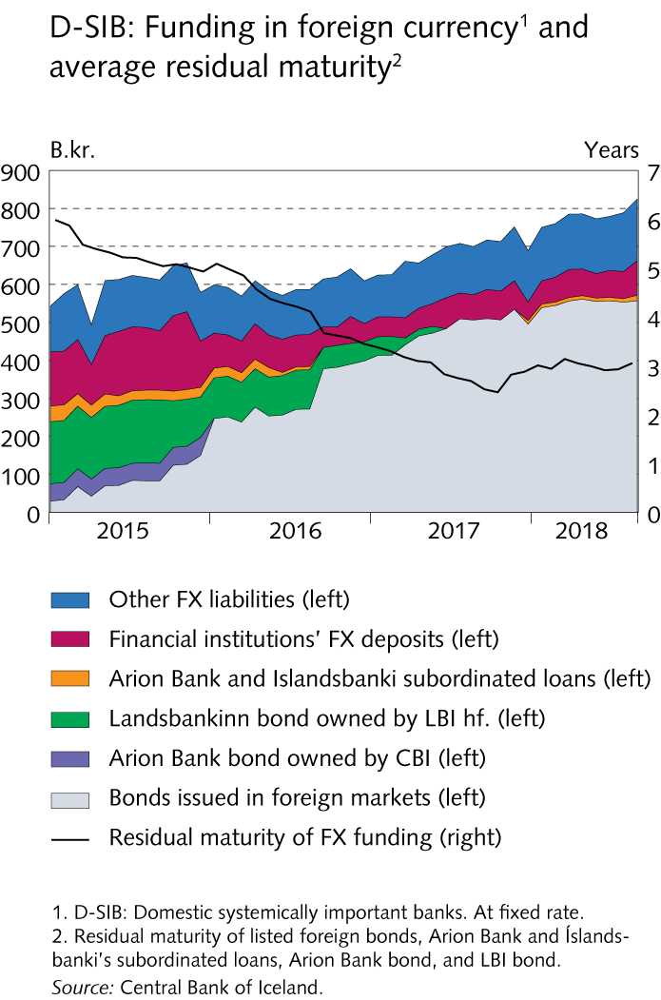 D-SIB: Funding in foreign currency¹ and
average residual maturity²
B.kr. Years
900 7
800 6
700
600 5
500
400 4
300 3
200 2
100 1
0 0
2015 2016 2017 2018
Other FX liabilities (left)
Financial institutions' FX deposits (left)
Arion Bank and Islandsbanki subordinated loans (left)
Landsbankinn bond owned by LBI hf. (left)
Arion Bank bond owned by CBI (left)
Bonds issued in foreign markets (left)
Residual maturity of FX funding (right)
1. D-SIB: Domestic systemically important banks. At fixed rate.
2. Residual maturity of listed foreign bonds, Arion Bank and Íslands-
banki's subordinated loans, Arion Bank bond, and LBI bond.
Source: Central Bank of Iceland.